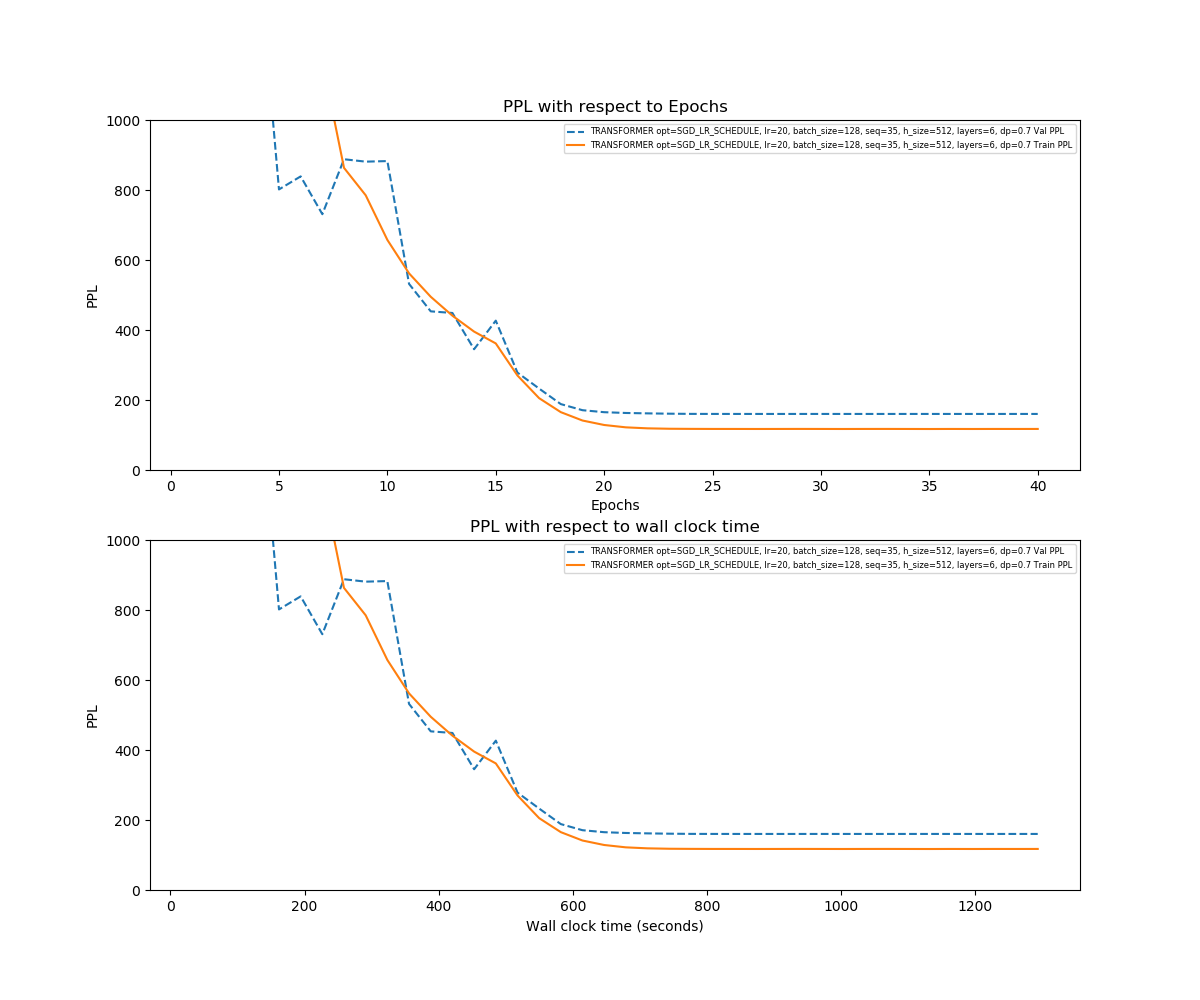 PPL with respect to Epochs
1000
800
600
400
200
0
PPL
TRANSFORMER opt=SGD_LR_SCHEDULE, lr=20, batch_size=128, seq=35, h_size=512, layers=6, dp=0.7 Val PPL
TRANSFORMER opt=SGD_LR_SCHEDULE, lr=20, batch_size=128, seq=35, h_size=512, layers=6, dp=0.7 Train PPL
0 5 10 15 20 25 30 35 40
Epochs
PPL with respect to wall clock time
1000
800
600
400
200
0
PPL
TRANSFORMER opt=SGD_LR_SCHEDULE, lr=20, batch_size=128, seq=35, h_size=512, layers=6, dp=0.7 Val PPL
TRANSFORMER opt=SGD_LR_SCHEDULE, lr=20, batch_size=128, seq=35, h_size=512, layers=6, dp=0.7 Train PPL
0 200 400 600 800 1000 1200
Wall clock time (seconds)